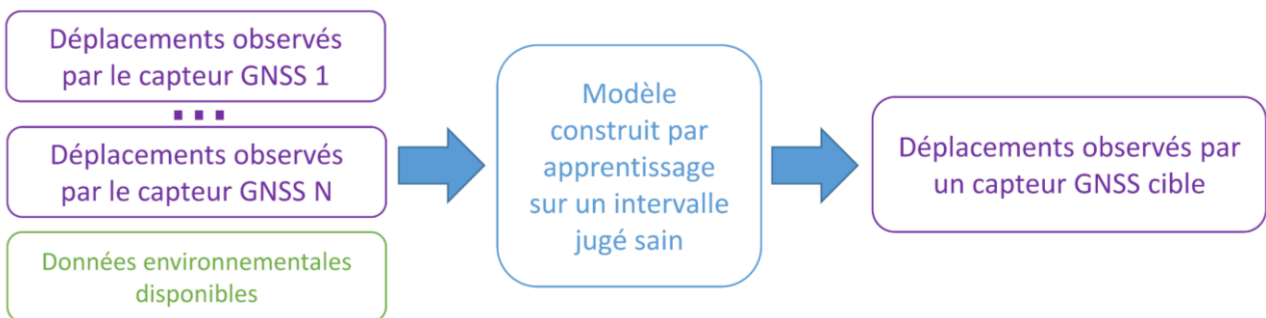 Déplacements observés
par le capteur GNSS 1
...
Déplacements observés
par le capteur GNSS N
Données environnementales
disponibles
Modèle
construit par
apprentissage
sur un intervalle
jugé sain
Déplacements observés par
un capteur GNSS cible